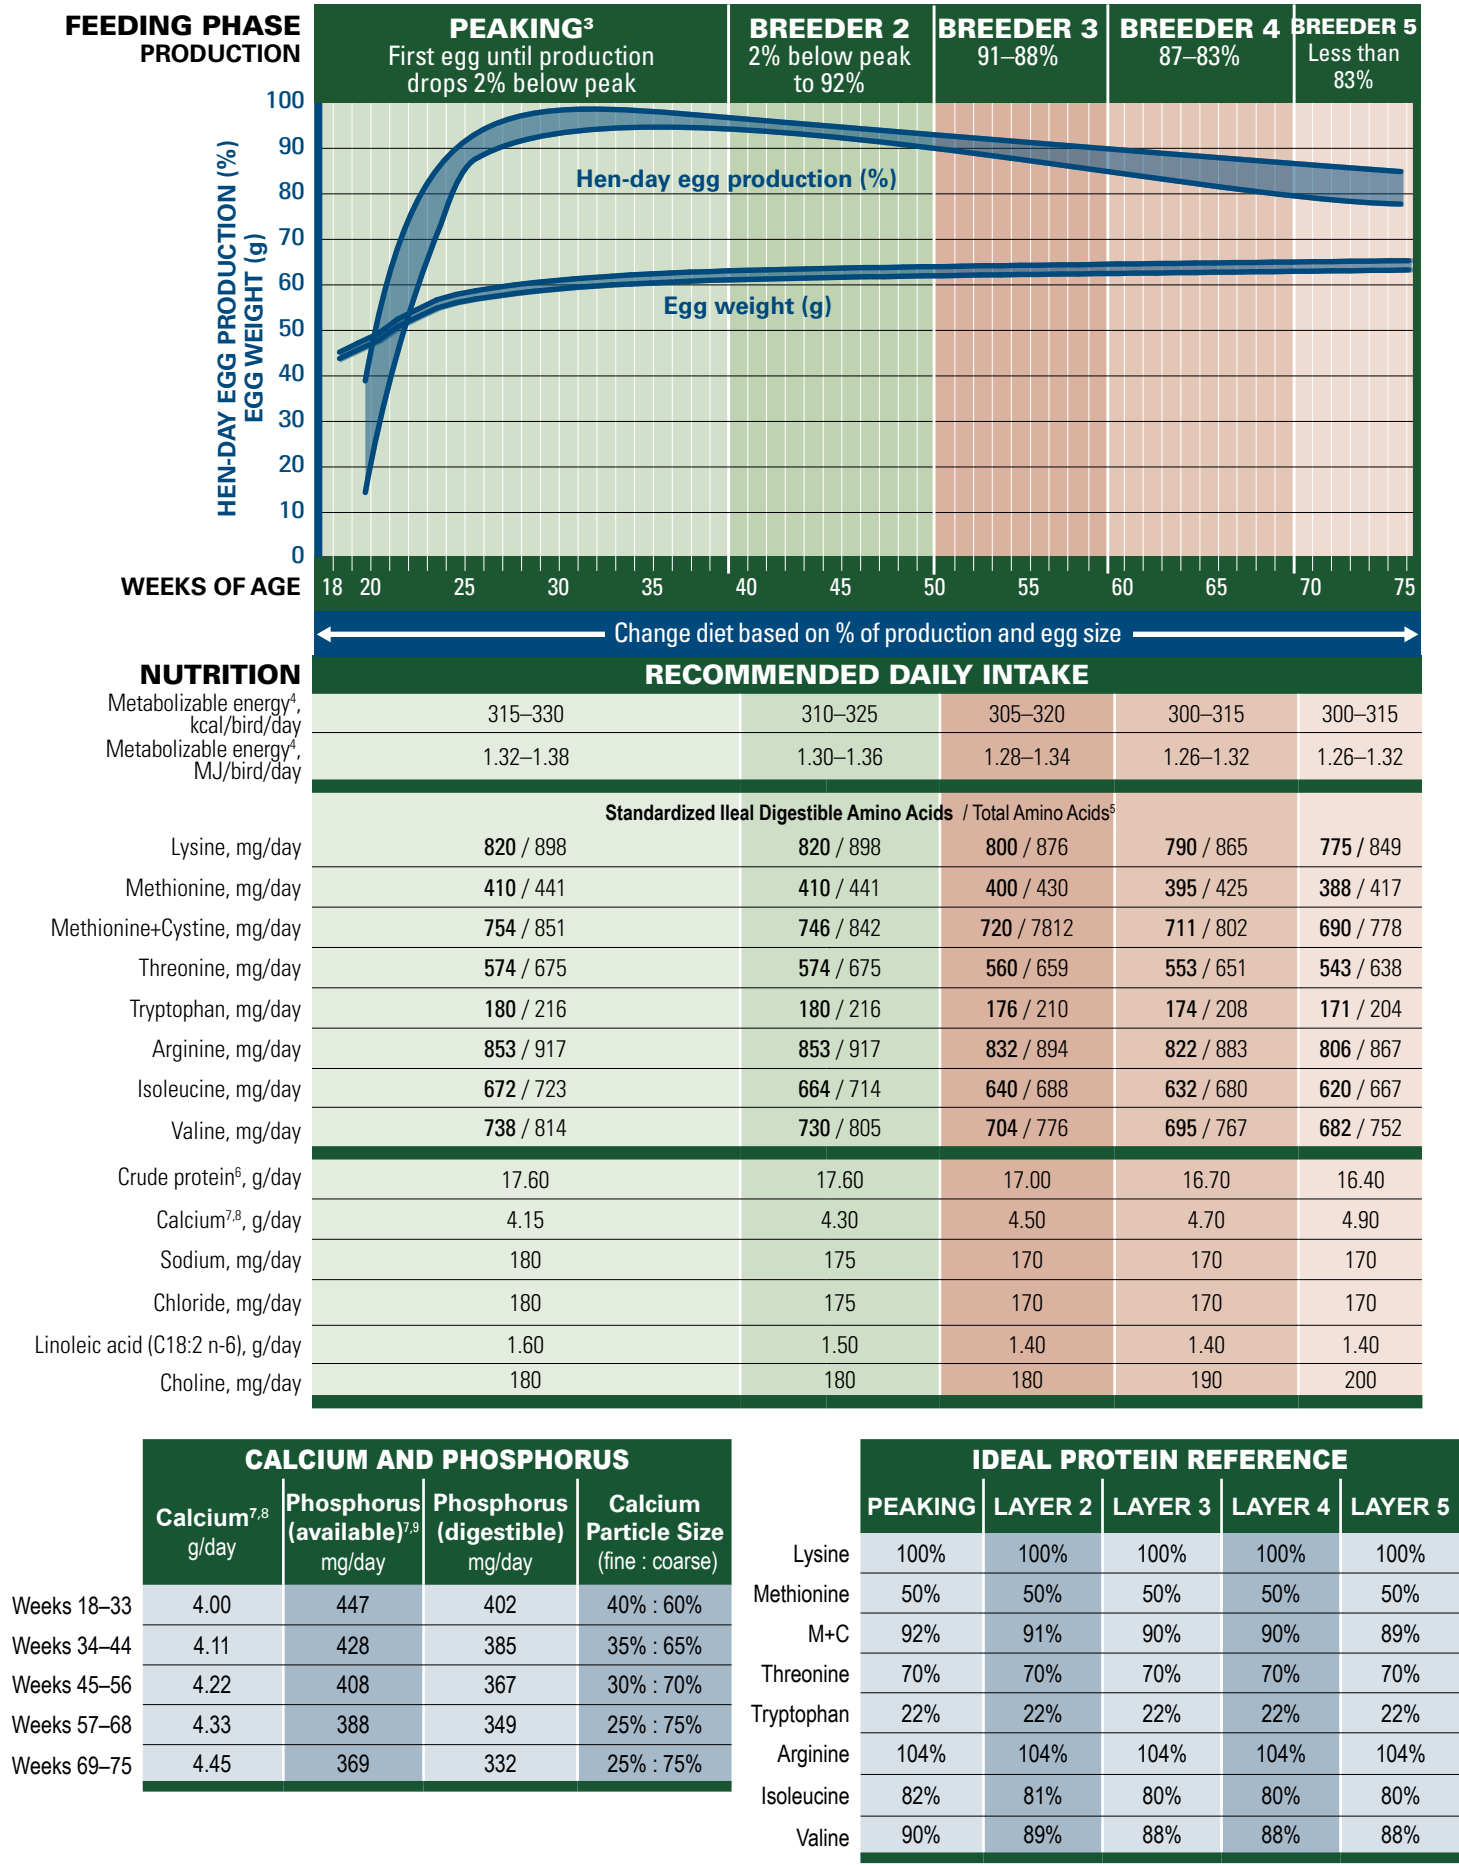 FEEDING PHASE
PRODUCTION
PEAKING³
First egg until production
drops 2% below peak
BREEDER 2
2% below peak
to 92%
BREEDER 3
91–88%
BREEDER 4
87–83%
BREEDER 5
Less than
83%
HEN-DAY EGG PRODUCTION (%)
EGG WEIGHT (g)
100
90
80
70
60
50
40
30
20
10
0
Hen-day egg production (%)
Egg weight (g)
WEEKS OF AGE 18 20 25 30 35 40 45 50 55 60 65 70 75
Change diet based on % of production and egg size
NUTRITION RECOMMENDED DAILY INTAKE
Metabolizable energy⁴,
kcal/bird/day 315–330 310–325 305–320 300–315 300–315
Metabolizable energy⁴,
MJ/bird/day 1.32–1.38 1.30–1.36 1.28–1.34 1.26–1.32 1.26–1.32
Standardized Ileal Digestible Amino Acids / Total Amino Acids⁵
Lysine, mg/day 820 / 898 820 / 898 800 / 876 790 / 865 775 / 849
Methionine, mg/day 410 / 441 410 / 441 400 / 430 395 / 425 388 / 417
Methionine+Cystine, mg/day 754 / 851 746 / 842 720 / 7812 711 / 802 690 / 778
Threonine, mg/day 574 / 675 574 / 675 560 / 659 553 / 651 543 / 638
Tryptophan, mg/day 180 / 216 180 / 216 176 / 210 174 / 208 171 / 204
Arginine, mg/day 853 / 917 853 / 917 832 / 894 822 / 883 806 / 867
Isoleucine, mg/day 672 / 723 664 / 714 640 / 688 632 / 680 620 / 667
Valine, mg/day 738 / 814 730 / 805 704 / 776 695 / 767 682 / 752
Crude protein⁶, g/day 17.60 17.60 17.00 16.70 16.40
Calcium⁷,⁸, g/day 4.15 4.30 4.50 4.70 4.90
Sodium, mg/day 180 175 170 170 170
Chloride, mg/day 180 175 170 170 170
Linoleic acid (C18:2 n-6), g/day 1.60 1.50 1.40 1.40 1.40
Choline, mg/day 180 180 180 190 200
CALCIUM AND PHOSPHORUS
Calcium⁷,⁸
g/day
Phosphorus
(available)⁷,⁹
mg/day
Phosphorus
(digestible)
mg/day
Calcium
Particle Size
(fine : coarse)
Weeks 18–33 4.00 447 402 40% : 60%
Weeks 34–44 4.11 428 385 35% : 65%
Weeks 45–56 4.22 408 367 30% : 70%
Weeks 57–68 4.33 388 349 25% : 75%
Weeks 69–75 4.45 369 332 25% : 75%
IDEAL PROTEIN REFERENCE
PEAKING LAYER 2 LAYER 3 LAYER 4 LAYER 5
Lysine 100% 100% 100% 100% 100%
Methionine 50% 50% 50% 50% 50%
M+C 92% 91% 90% 90% 89%
Threonine 70% 70% 70% 70% 70%
Tryptophan 22% 22% 22% 22% 22%
Arginine 104% 104% 104% 104% 104%
Isoleucine 82% 81% 80% 80% 80%
Valine 90% 89% 88% 88% 88%